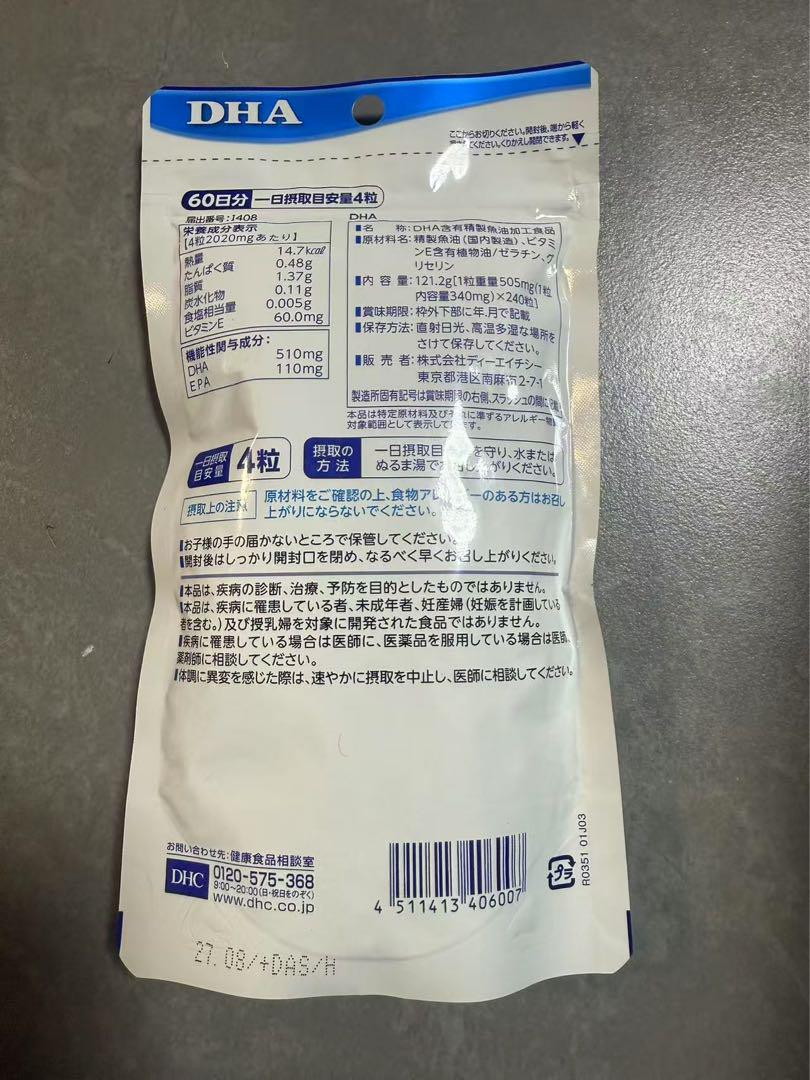 DHA
ここからお切りください。開封後、端から軽く
てください。くりかえし開閉できます。▼
60日分 一日摂取目安量4粒
届出番号:I408
栄養成分表示
【4粒2020mgあたり】
熱量 14.7kcal
たんぱく質 0.48g
脂質 1.37g
炭水化物 0.11g
食塩相当量 0.005g
ビタミンE 60.0mg
機能性関与成分:
DHA 510mg
EPA 110mg
DHA
■名 称:DHA含有精製魚油加工食品
■原材料名:精製魚油(国内製造)、ビタミ
ンE含有植物油/ゼラチン、グ
リセリン
■内 容 量:121.2g[1粒重量505mg(1粒
内容量340mg)×240粒]
■賞味期限:枠外下部に年、月で記載
■保存方法:直射日光、高温多湿な場所を
さけて保存してください。
■販 売 者:株式会社ディーエイチシー
東京都港区南麻布2-7-1
製造所固有記号は賞味期限の右側、スラッシュの間に
本品は特定原材料及びそれに準ずるアレルギー物質
対象範囲として表示しています。
一日摂取
目安量 4粒
摂取の
方法
一日摂取目 を守り、水または
ぬるま湯で お召し上がりください。
摂取上の注意
原材料をご確認の上、食物アレルギーのある方はお召し
上がりにならないでください。
■お子様の手の届かないところで保管してください。
■開封後はしっかり開封口を閉め、なるべく早くお召し上がりください。
■本品は、疾病の診断、治療、予防を目的としたものではありません。
■本品は、疾病に罹患している者、未成年者、妊産婦(妊娠を計画している
者を含む。)及び授乳婦を対象に開発された食品ではありません。
■疾病に罹患している場合は医師に、医薬品を服用している場合は医師、
薬剤師に相談してください。
■体調に異変を感じた際は、速やかに摂取を中止し、医師に相談してください。
お問い合わせ先:健康食品相談室
DHC
0120-575-368
9:00~20:00(日・祝日をのぞく)
www.dhc.co.jp
4 511413 406007
プラ
R0351 01J03
27.08/+DAS/H